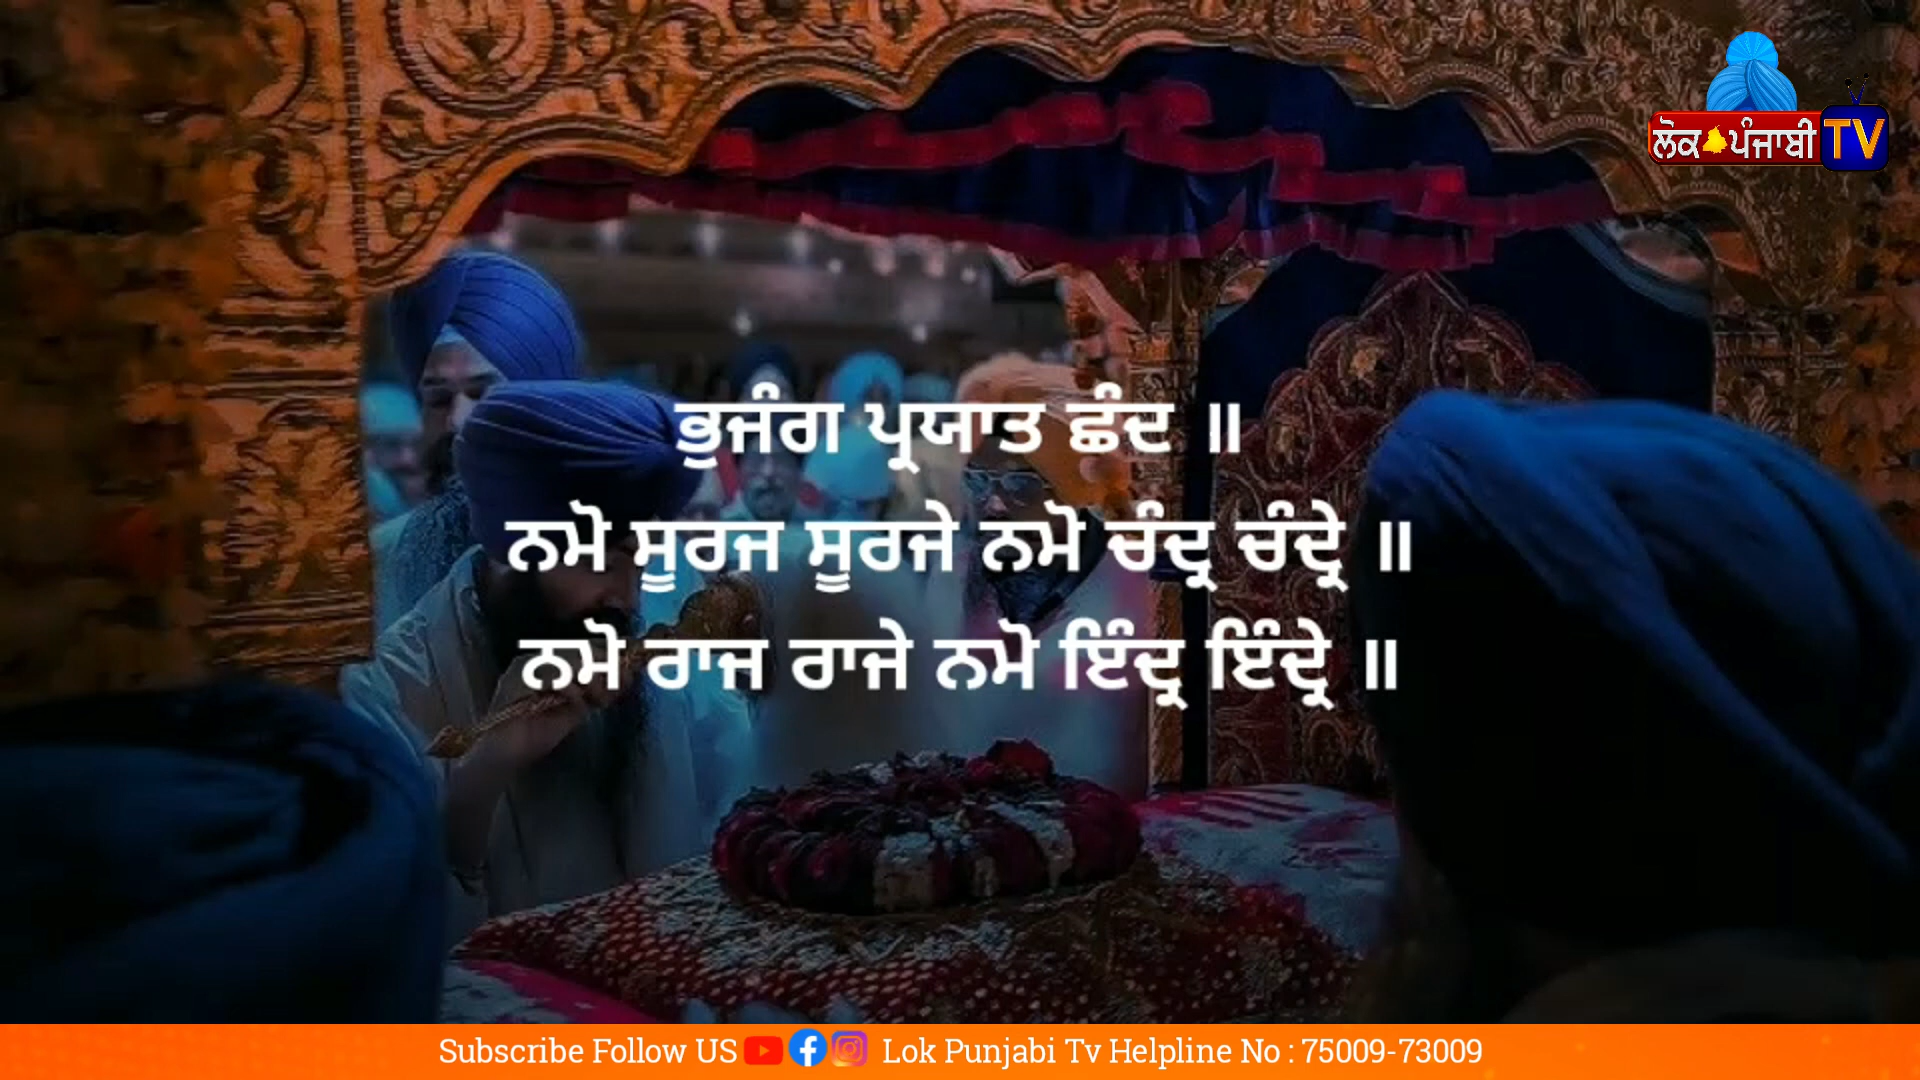 ਲੋਕ ਪੰਜਾਬੀ TV
ਭੁਜੰਗ ਪ੍ਰਯਾਤ ਛੰਦ ॥
ਨਮੋ ਸੂਰਜ ਸੂਰਜੇ ਨਮੋ ਚੰਦ੍ਰ ਚੰਦ੍ਰੇ ॥
ਨਮੋ ਰਾਜ ਰਾਜੇ ਨਮੋ ਇੰਦ੍ਰ ਇੰਦ੍ਰੇ ॥
Subscribe Follow US Lok Punjabi Tv Helpline No : 75009-73009